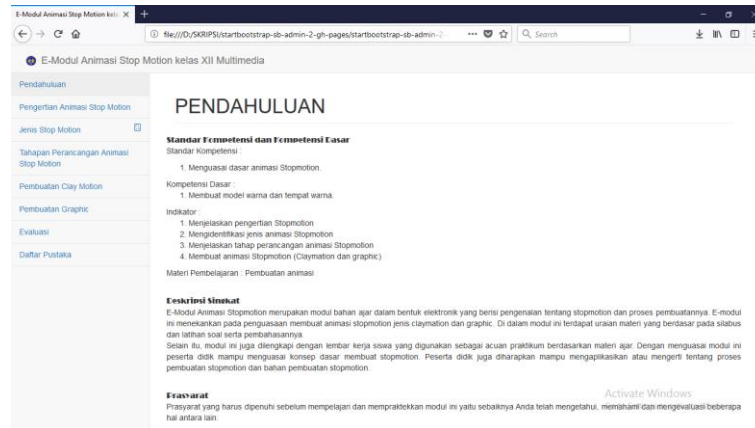 E-Modul Animasi Stop Motion kela
file:///D:/SKRIPSI/startbootstrap-sb-admin-2-gh-pages/startbootstrap-sb-admin-2-
Search
E-Modul Animasi Stop Motion kelas XII Multimedia
Pendahuluan
Pengertian Animasi Stop Motion
Jenis Stop Motion
Tahapan Perancangan Animasi
Stop Motion
Pembuatan Clay Motion
Pembuatan Graphic
Evaluasi
Daftar Pustaka
PENDAHULUAN
Standar Kompetensi dan Kompetensi Dasar
Standar Kompetensi :
1. Menguasai dasar animasi Stopmotion.
Kompetensi Dasar :
1. Membuat model warna dan tempat warna.
Indikator :
1. Menjelaskan pengertian Stopmotion
2. Mengidentifikasi jenis animasi Stopmotion
3. Menjelaskan tahap perancangan animasi Stopmotion
4. Membuat animasi Stopmotion (Claymation dan graphic)
Materi Pembelajaran : Pembuatan animasi
Deskripsi Singkat
E-Modul Animasi Stopmotion merupakan modul bahan ajar dalam bentuk elektronik yang berisi pengenalan tentang stopmotion dan proses pembuatannya. E-modul
ini menekankan pada penguasaan membuat animasi stopmotion jenis claymation dan graphic. Di dalam modul ini terdapat uraian materi yang berdasar pada silabus
dan latihan soal serta pembahasannya.
Selain itu, modul ini juga dilengkapi dengan lembar kerja siswa yang digunakan sebagai acuan praktikum berdasarkan materi ajar. Dengan menguasai modul ini
peserta didik mampu menguasai konsep dasar membuat stopmotion. Peserta didik juga diharapkan mampu mengaplikasikan atau mengerti tentang proses
pembuatan stopmotion dan bahan pembuatan stopmotion.
Prasyarat
Activate Windows
Prasyarat yang harus dipenuhi sebelum mempelajari dan mempraktekkan modul ini yaitu sebaiknya Anda telah mengetahui, memahami dan mengevaluasi beberapa
hal antara lain: